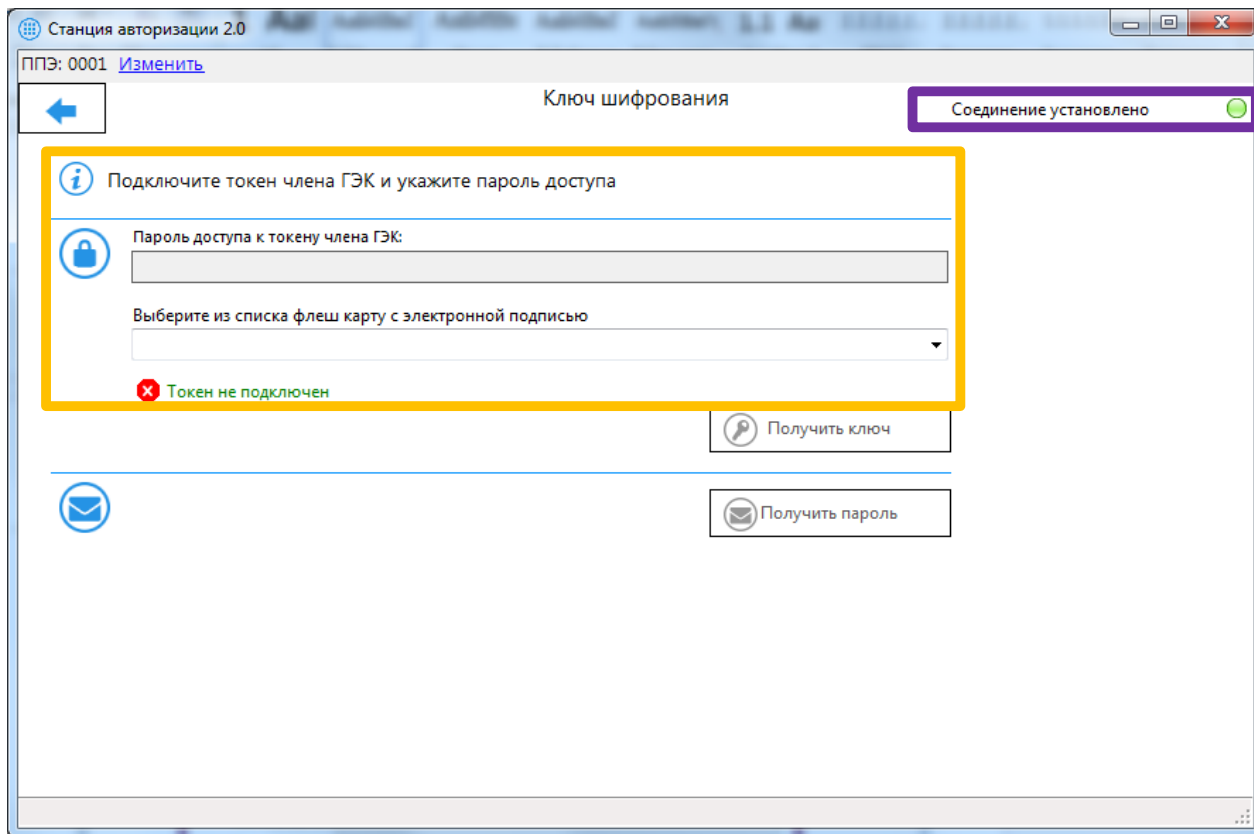 Станция авторизации 2.0
ППЭ: 0001 Изменить
Ключ шифрования
Соединение установлено
Подключите токен члена ГЭК и укажите пароль доступа
Пароль доступа к токену члена ГЭК:
Выберите из списка флеш карту с электронной подписью
Токен не подключен
Получить ключ
Получить пароль